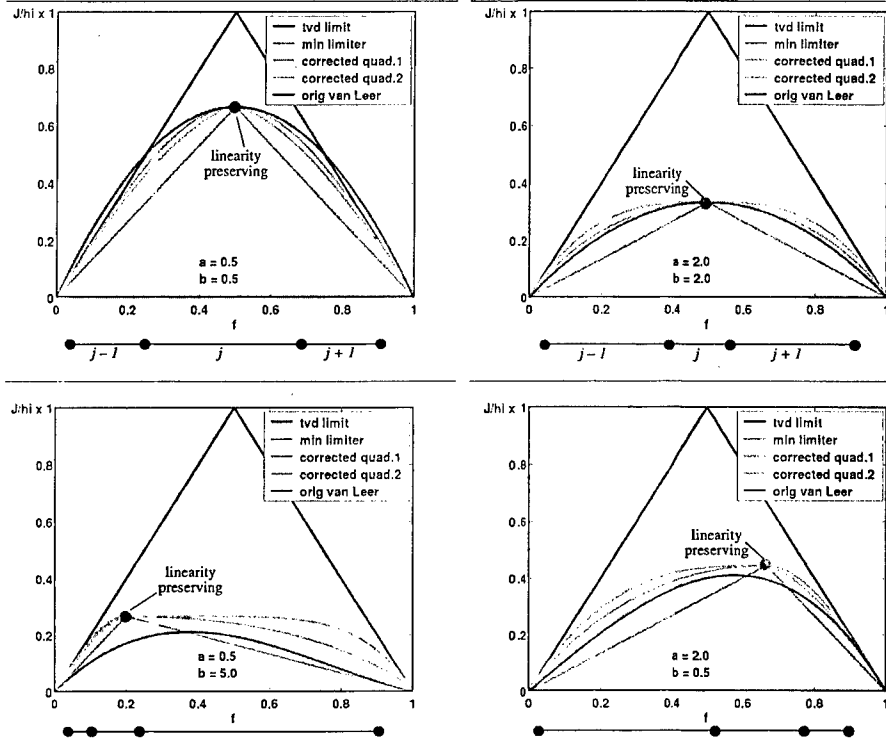 J/hi x 1
tvd limit
min limiter
corrected quad.1
corrected quad.2
orig van Leer
1
0.8
0.6
0.4
0.2
0
linearity
preserving
a = 0.5
b = 0.5
0 0.2 0.4 0.6 0.8 1
f
j-1 j j+1
J/hi x 1
tvd limit
min limiter
corrected quad.1
corrected quad.2
orig van Leer
1
0.8
0.6
0.4
0.2
0
linearity
preserving
a = 2.0
b = 2.0
0 0.2 0.4 0.6 0.8 1
f
j-1 j j+1
J/hi x 1
tvd limit
min limiter
corrected quad.1
corrected quad.2
orig van Leer
1
0.8
0.6
0.4
0.2
0
linearity
preserving
a = 0.5
b = 5.0
0 0.2 0.4 0.6 0.8 1
f
J/hi x 1
tvd limit
min limiter
corrected quad.1
corrected quad.2
orig van Leer
1
0.8
0.6
0.4
0.2
0
linearity
preserving
a = 2.0
b = 0.5
0 0.2 0.4 0.6 0.8 1
f